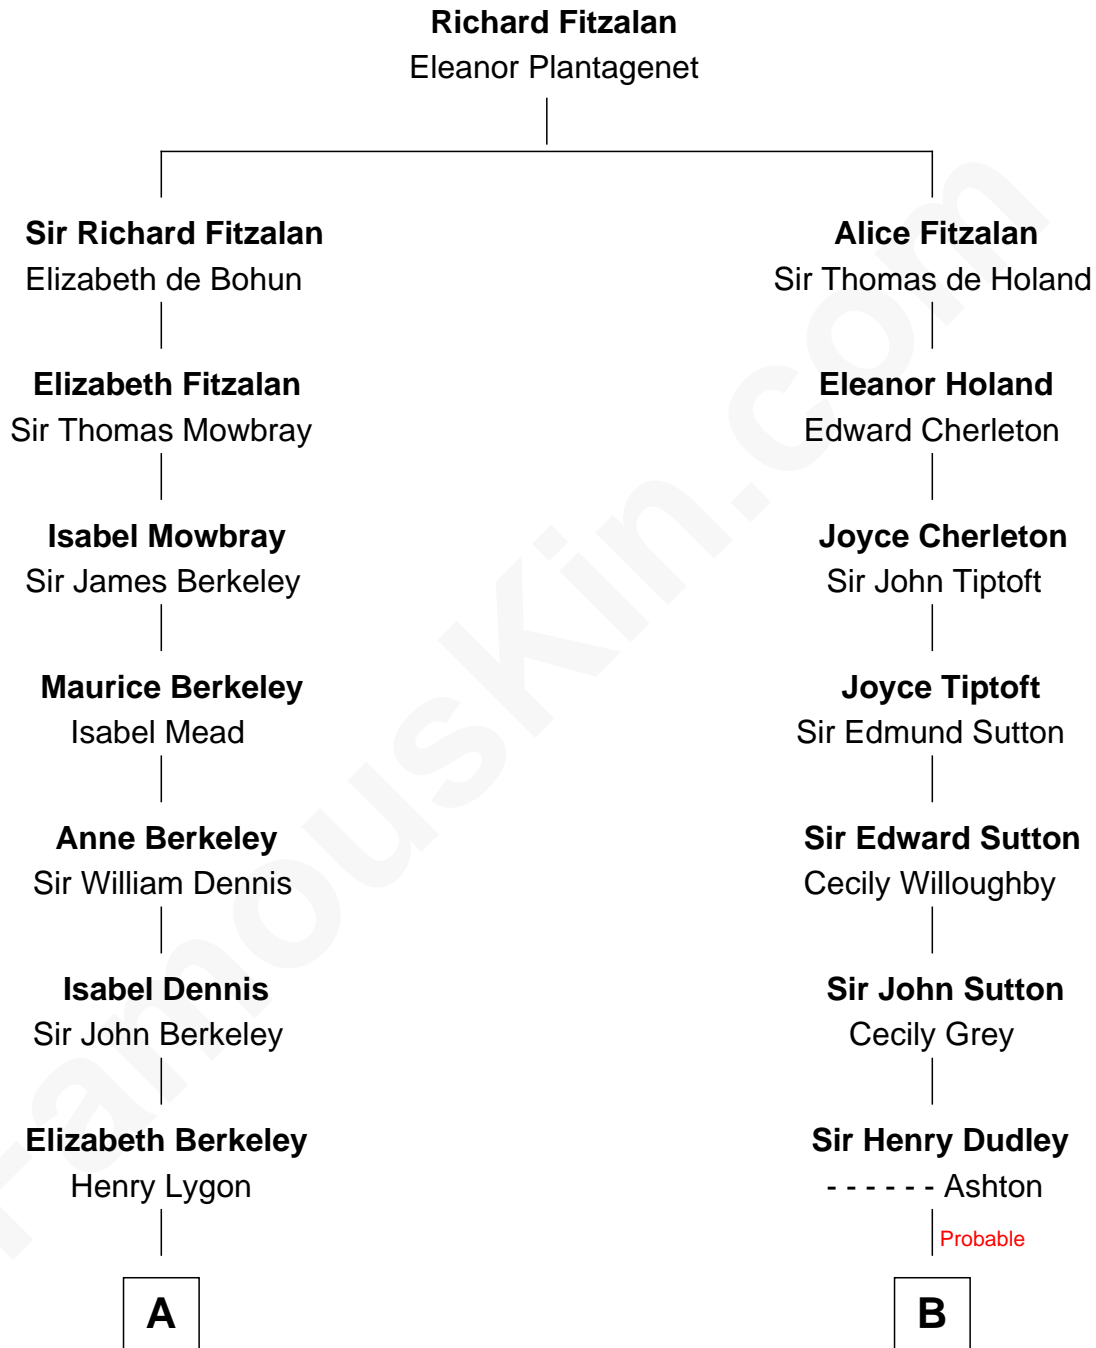 Richard Fitzalan
Eleanor Plantagenet
Sir Richard Fitzalan
Elizabeth de Bohun
Elizabeth Fitzalan
Sir Thomas Mowbray
Isabel Mowbray
Sir James Berkeley
Maurice Berkeley
Isabel Mead
Anne Berkeley
Sir William Dennis
Isabel Dennis
Sir John Berkeley
Elizabeth Berkeley
Henry Lygon
A
Alice Fitzalan
Sir Thomas de Holand
Eleanor Holand
Edward Cherleton
Joyce Cherleton
Sir John Tiptoft
Joyce Tiptoft
Sir Edmund Sutton
Sir Edward Sutton
Cecily Willoughby
Sir John Sutton
Cecily Grey
Sir Henry Dudley
- - - - - - Ashton
Probable
B
FamousKin.com